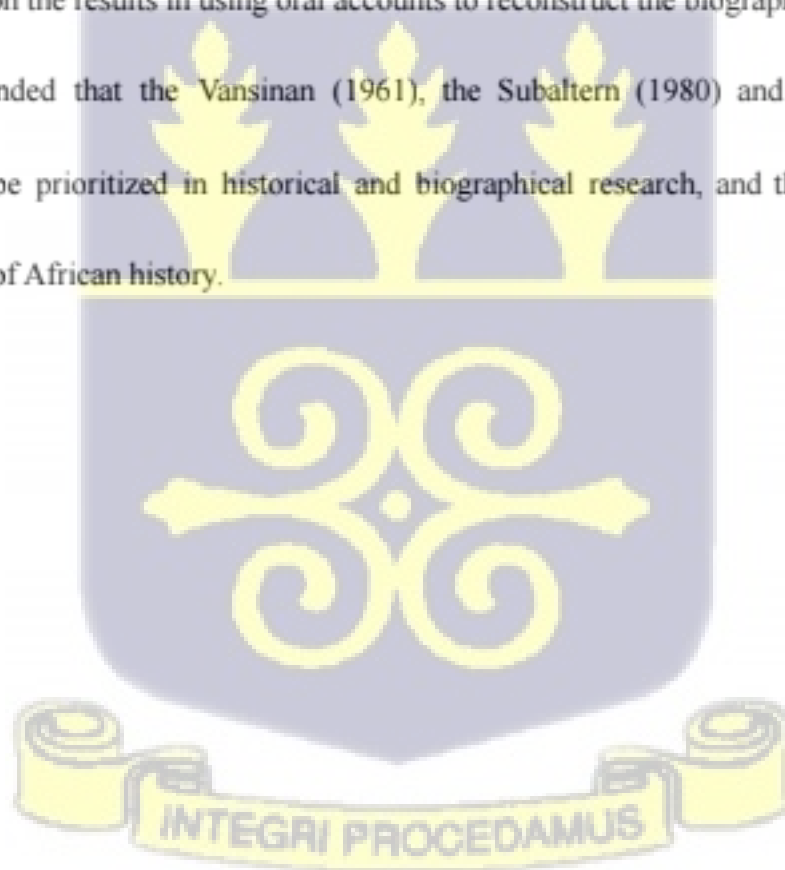 on the results in using oral accounts to reconstruct the biograph
nded that the Vansinan (1961), the Subaltern (1980) and
be prioritized in historical and biographical research, and th
of African history.
INTEGRI PROCEDAMUS